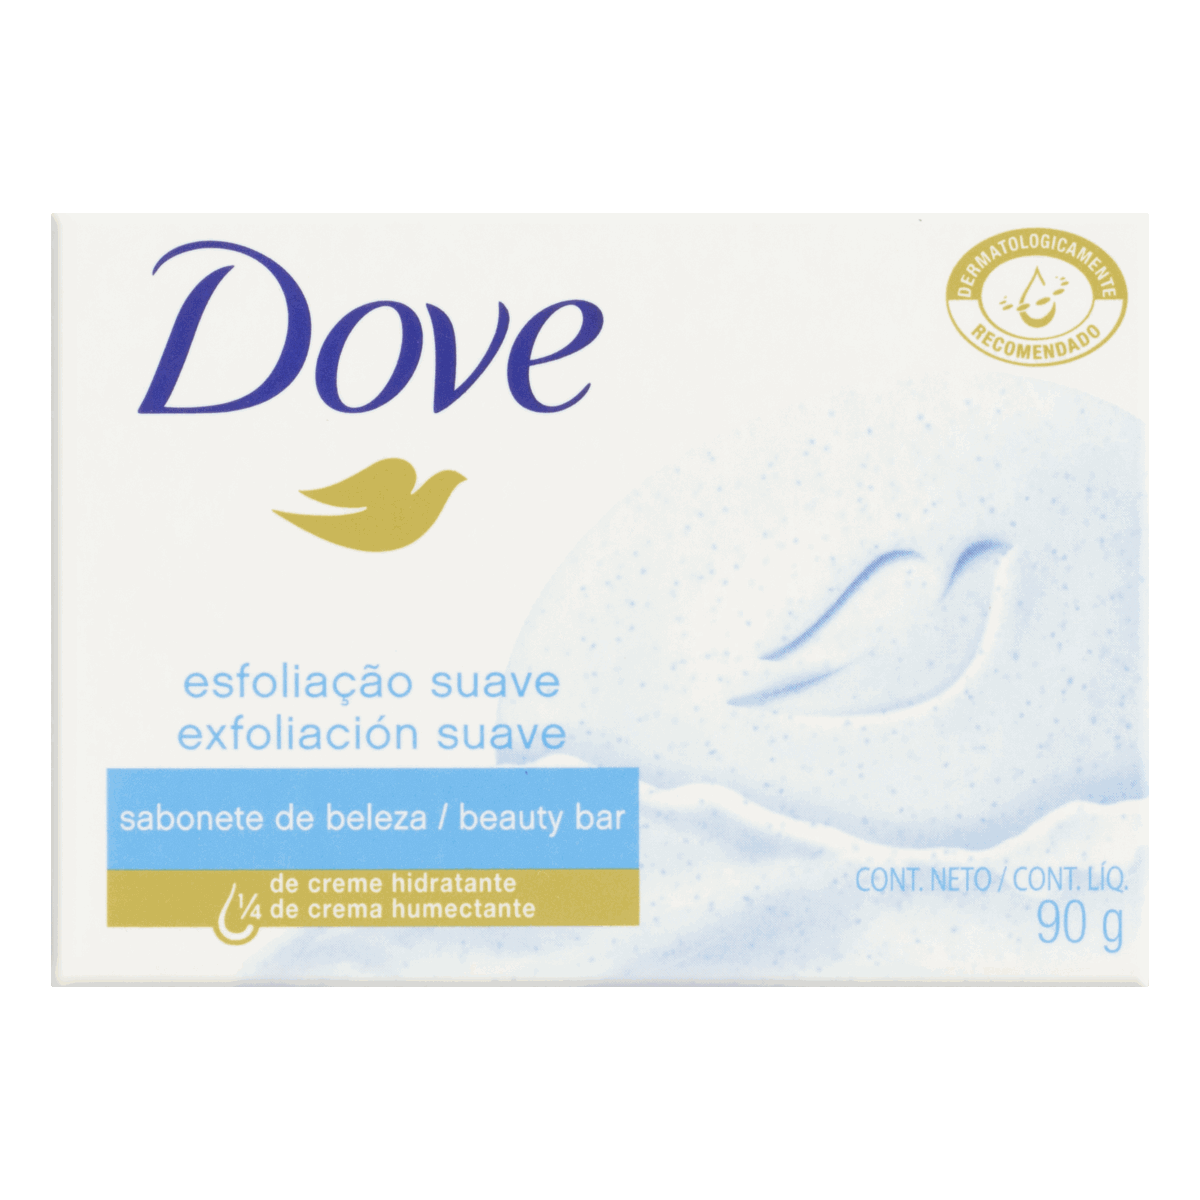 Dove
DERMATOLOGICAMENTE
RECOMENDADO
esfoliação suave
exfoliación suave
sabonete de beleza / beauty bar
1/4
de creme hidratante
de crema humectante
CONT. NETO / CONT. LÍQ.
90 g